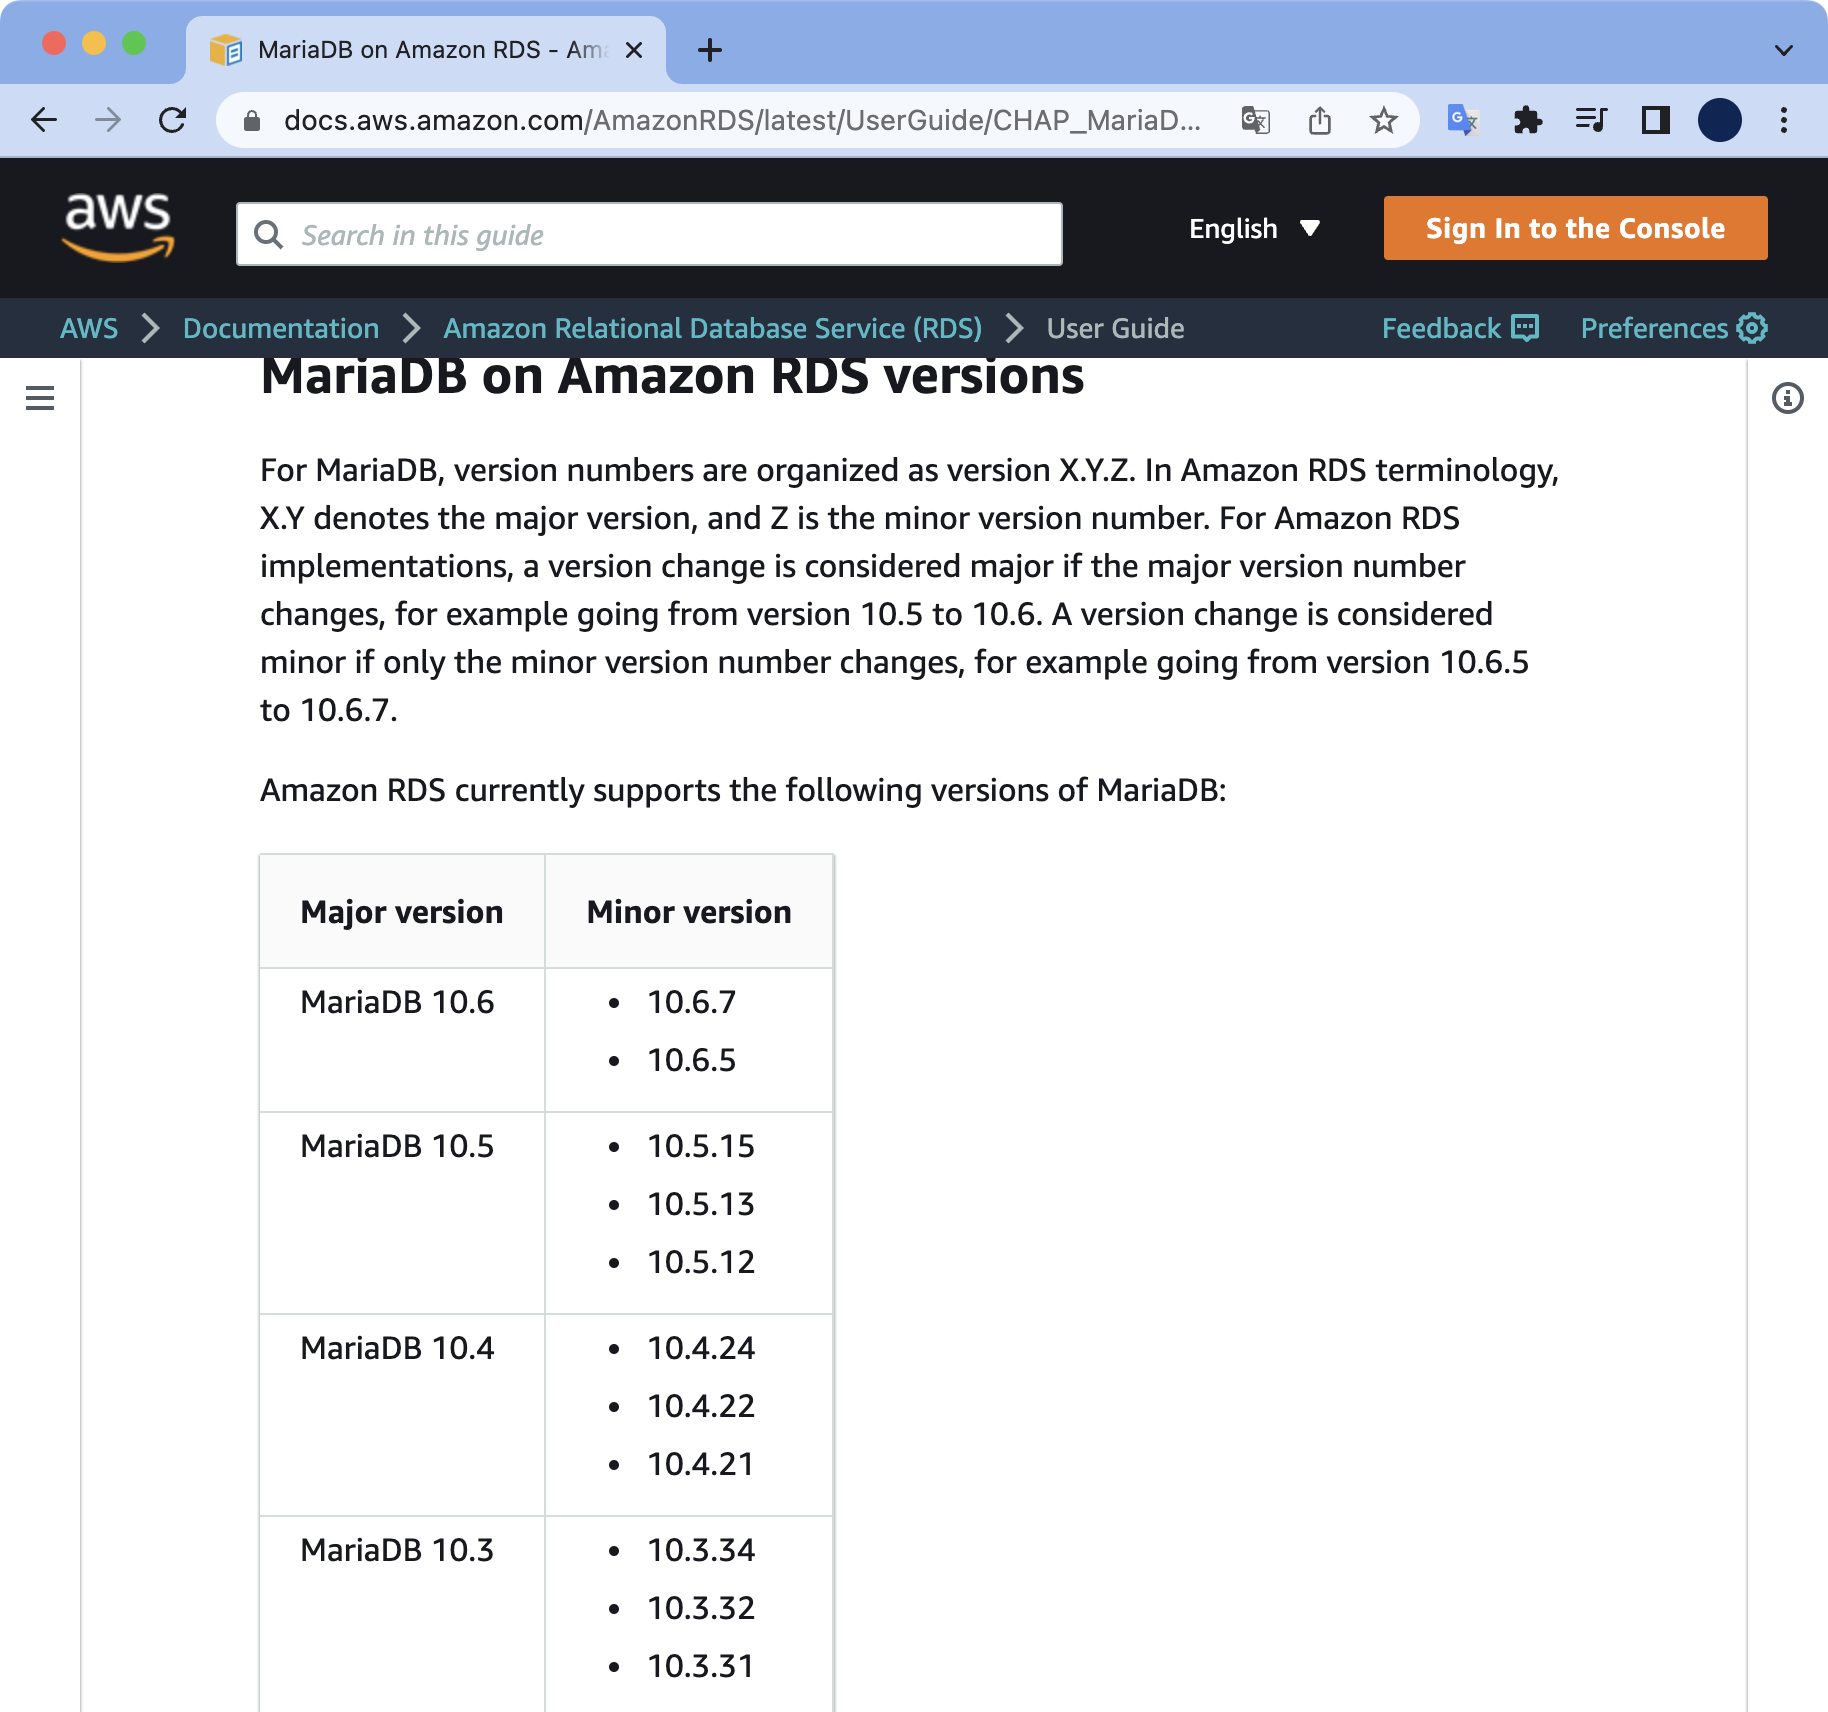 MariaDB on Amazon RDS - Ama
docs.aws.amazon.com/AmazonRDS/latest/UserGuide/CHAP_MariaD...
aws
Search in this guide
English
Sign In to the Console
AWS
Documentation
Amazon Relational Database Service (RDS)
User Guide
Feedback
Preferences
MariaDB on Amazon RDS versions
For MariaDB, version numbers are organized as version X.Y.Z. In Amazon RDS terminology,
X.Y denotes the major version, and Z is the minor version number. For Amazon RDS
implementations, a version change is considered major if the major version number
changes, for example going from version 10.5 to 10.6. A version change is considered
minor if only the minor version number changes, for example going from version 10.6.5
to 10.6.7.
Amazon RDS currently supports the following versions of MariaDB:
Major version
Minor version
MariaDB 10.6
• 10.6.7
• 10.6.5
MariaDB 10.5
• 10.5.15
• 10.5.13
• 10.5.12
MariaDB 10.4
• 10.4.24
• 10.4.22
• 10.4.21
MariaDB 10.3
• 10.3.34
• 10.3.32
• 10.3.31